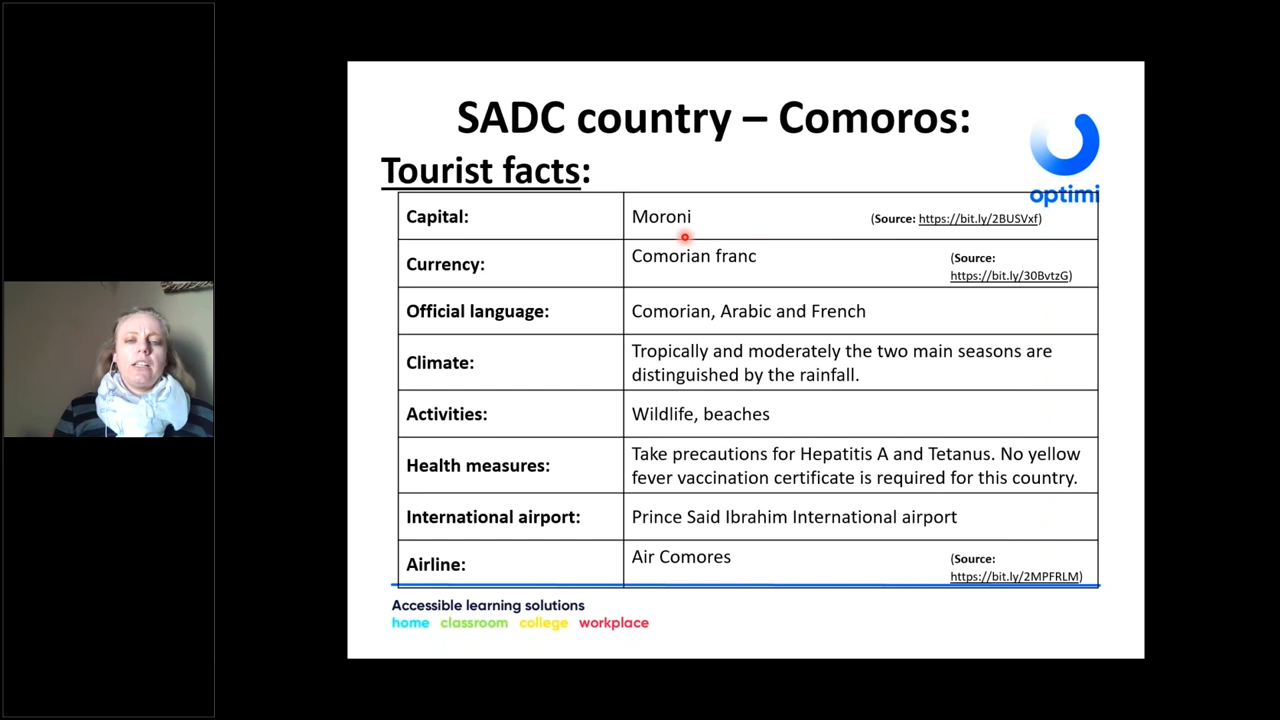 SADC country – Comoros:
optimi
Tourist facts:
Capital:
Moroni
(Source: https://bit.ly/2BUSVxf)
Currency:
Comorian franc
(Source:
https://bit.ly/30BvtzG)
Official language:
Comorian, Arabic and French
Climate:
Tropically and moderately the two main seasons are
distinguished by the rainfall.
Activities:
Wildlife, beaches
Health measures:
Take precautions for Hepatitis A and Tetanus. No yellow
fever vaccination certificate is required for this country.
International airport:
Prince Said Ibrahim International airport
Airline:
Air Comores
(Source:
https://bit.ly/2MPFRLM)
Accessible learning solutions
home classroom college workplace